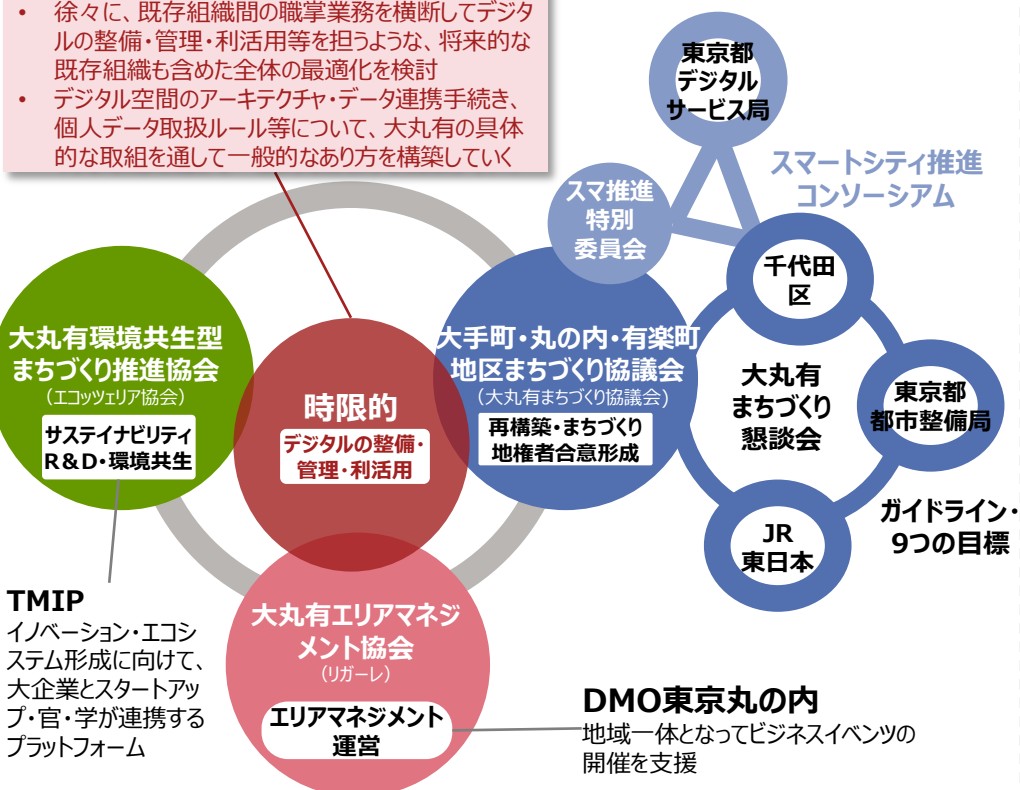 • 徐々に、既存組織間の職掌業務を横断してデジタ
ルの整備・管理・利活用等を担うような、将来的な
既存組織も含めた全体の最適化を検討
• デジタル空間のアーキテクチャ・データ連携手続き、
個人データ取扱ルール等について、大丸有の具体
的な取組を通して一般的なあり方を構築していく
東京都
デジタル
サービス局
スマートシティ推進
コンソーシアム
スマ推進
特別
委員会
千代田
区
大丸有環境共生型
まちづくり推進協会
（エコッツェリア協会）
サステイナビリティ
R&D・環境共生
時限的
デジタルの整備・
管理・利活用
大手町・丸の内・有楽町
地区まちづくり協議会
（大丸有まちづくり協議会）
再構築・まちづくり
地権者合意形成
大丸有
まちづくり
懇談会
東京都
都市整備局
JR
東日本
ガイドライン・
9つの目標
TMIP
イノベーション・エコシ
ステム形成に向けて、
大企業とスタートアッ
プ・官・学が連携する
プラットフォーム
大丸有エリアマネジ
メント協会
（リガーレ）
エリアマネジメント
運営
DMO東京丸の内
地域一体となってビジネスイベンツの
開催を支援